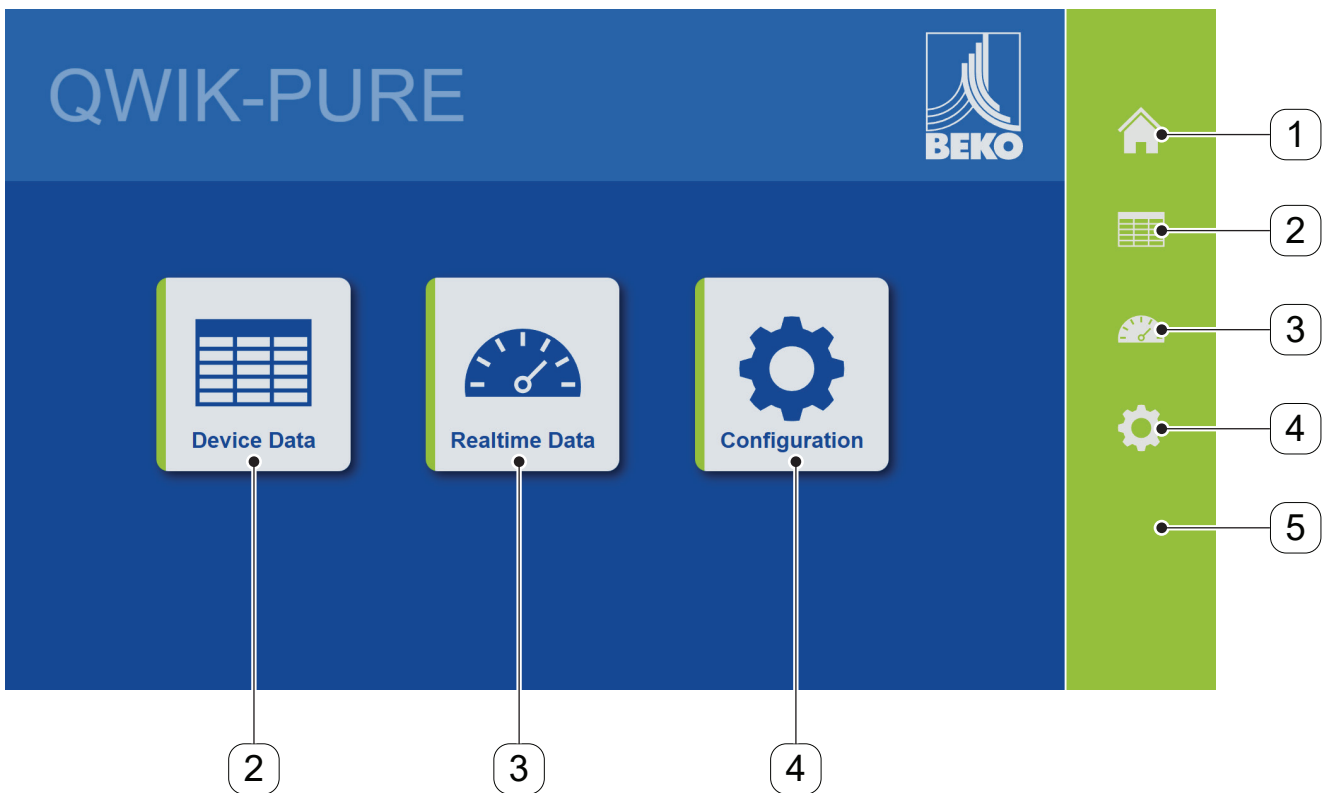 QWIK-PURE
BEKO
1
2
3
Device Data
Realtime Data
Configuration
4
5
2
3
4